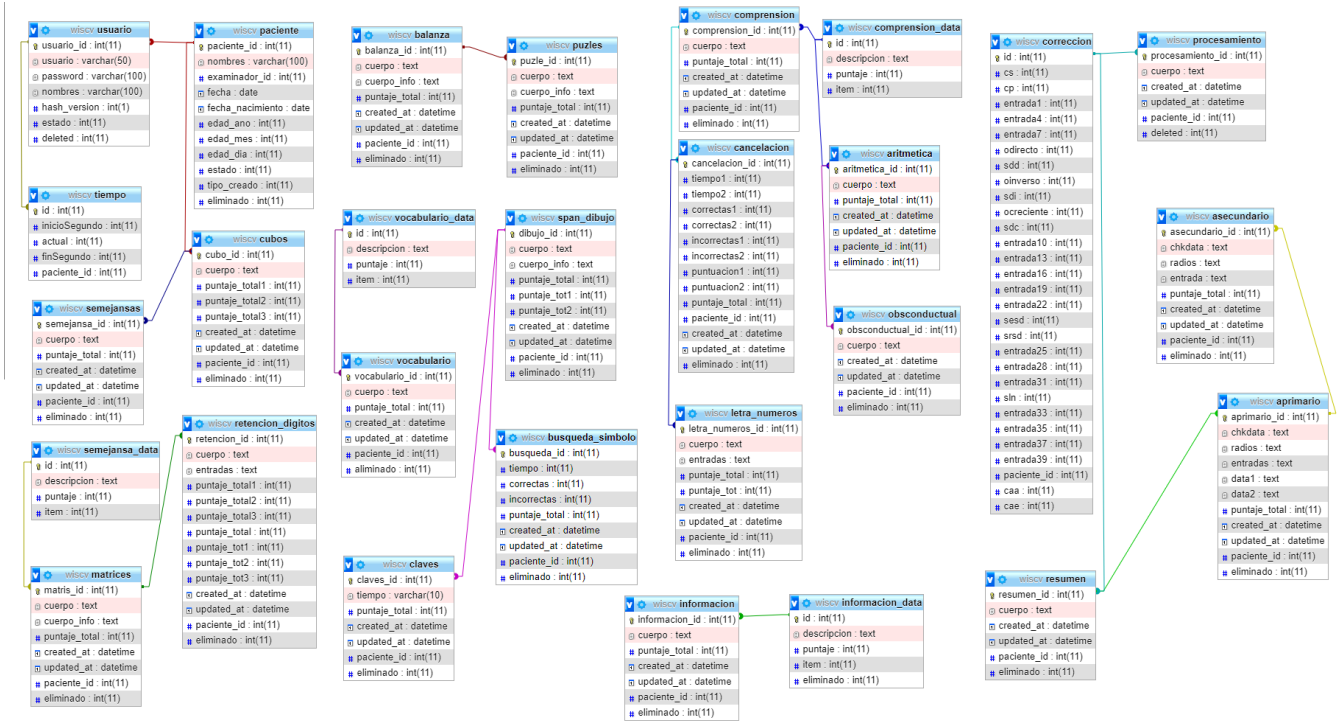 wiscv usuario
usuario_id : int(11)
usuario : varchar(50)
password : varchar(100)
nombres : varchar(100)
hash_version : int(1)
estado : int(11)
deleted : int(11)
wiscv paciente
paciente_id : int(11)
nombres : varchar(100)
examinador_id : int(11)
fecha : date
fecha_nacimiento : date
edad_ano : int(11)
edad_mes : int(11)
edad_dia : int(11)
estado : int(11)
tipo_creado : int(11)
eliminado : int(11)
wiscv tiempo
id : int(11)
inicioSegundo : int(11)
actual : int(11)
finSegundo : int(11)
paciente_id : int(11)
wiscv cubos
cubo_id : int(11)
cuerpo : text
puntaje_total1 : int(11)
puntaje_total2 : int(11)
puntaje_total3 : int(11)
created_at : datetime
updated_at : datetime
paciente_id : int(11)
eliminado : int(11)
wiscv semejansas
semejansa_id : int(11)
cuerpo : text
puntaje_total : int(11)
created_at : datetime
updated_at : datetime
paciente_id : int(11)
eliminado : int(11)
wiscv semejansa_data
id : int(11)
descripcion : text
puntaje : int(11)
item : int(11)
wiscv retencion_digitos
retencion_id : int(11)
cuerpo : text
entradas : text
puntaje_total1 : int(11)
puntaje_total2 : int(11)
puntaje_total3 : int(11)
puntaje_total : int(11)
puntaje_tot1 : int(11)
puntaje_tot2 : int(11)
puntaje_tot3 : int(11)
created_at : datetime
updated_at : datetime
paciente_id : int(11)
eliminado : int(11)
wiscv matrices
matris_id : int(11)
cuerpo : text
cuerpo_info : text
puntaje_total : int(11)
created_at : datetime
updated_at : datetime
paciente_id : int(11)
eliminado : int(11)
wiscv balanza
balanza_id : int(11)
cuerpo : text
cuerpo_info : text
puntaje_total : int(11)
created_at : datetime
updated_at : datetime
paciente_id : int(11)
eliminado : int(11)
wiscv puzles
puzle_id : int(11)
cuerpo : text
cuerpo_info : text
puntaje_total : int(11)
created_at : datetime
updated_at : datetime
paciente_id : int(11)
eliminado : int(11)
wiscv vocabulario_data
id : int(11)
descripcion : text
puntaje : int(11)
item : int(11)
wiscv span_dibujo
dibujo_id : int(11)
cuerpo : text
cuerpo_info : text
puntaje_total : int(11)
puntaje_tot1 : int(11)
puntaje_tot2 : int(11)
created_at : datetime
updated_at : datetime
paciente_id : int(11)
eliminado : int(11)
wiscv vocabulario
vocabulario_id : int(11)
cuerpo : text
puntaje_total : int(11)
created_at : datetime
updated_at : datetime
paciente_id : int(11)
aliminado : int(11)
wiscv busqueda_simbolo
busqueda_id : int(11)
tiempo : int(11)
correctas : int(11)
incorrectas : int(11)
puntaje_total : int(11)
created_at : datetime
updated_at : datetime
paciente_id : int(11)
eliminado : int(11)
wiscv claves
claves_id : int(11)
tiempo : varchar(10)
puntaje_total : int(11)
created_at : datetime
updated_at : datetime
paciente_id : int(11)
eliminado : int(11)
wiscv comprension
comprension_id : int(11)
cuerpo : text
puntaje_total : int(11)
created_at : datetime
updated_at : datetime
paciente_id : int(11)
eliminado : int(11)
wiscv comprension_data
id : int(11)
descripcion : text
puntaje : int(11)
item : int(11)
wiscv cancelacion
cancelacion_id : int(11)
tiempo1 : int(11)
tiempo2 : int(11)
correctas1 : int(11)
correctas2 : int(11)
incorrectas1 : int(11)
incorrectas2 : int(11)
puntuacion1 : int(11)
puntuacion2 : int(11)
puntaje_total : int(11)
paciente_id : int(11)
created_at : datetime
updated_at : datetime
eliminado : int(11)
wiscv aritmetica
aritmetica_id : int(11)
cuerpo : text
puntaje_total : int(11)
created_at : datetime
updated_at : datetime
paciente_id : int(11)
eliminado : int(11)
wiscv obsconductual
obsconductual_id : int(11)
cuerpo : text
created_at : datetime
updated_at : datetime
paciente_id : int(11)
eliminado : int(11)
wiscv letra_numeros
letra_numeros_id : int(11)
cuerpo : text
entradas : text
puntaje_total : int(11)
puntaje_tot : int(11)
created_at : datetime
updated_at : datetime
paciente_id : int(11)
eliminado : int(11)
wiscv informacion
informacion_id : int(11)
cuerpo : text
puntaje_total : int(11)
created_at : datetime
updated_at : datetime
paciente_id : int(11)
eliminado : int(11)
wiscv informacion_data
id : int(11)
descripcion : text
puntaje : int(11)
item : int(11)
eliminado : int(11)
wiscv correccion
id : int(11)
cs : int(11)
cp : int(11)
entrada1 : int(11)
entrada4 : int(11)
entrada7 : int(11)
odirecto : int(11)
sdd : int(11)
oinverso : int(11)
sdi : int(11)
ocreciente : int(11)
sdc : int(11)
entrada10 : int(11)
entrada13 : int(11)
entrada16 : int(11)
entrada19 : int(11)
entrada22 : int(11)
sesd : int(11)
srsd : int(11)
entrada25 : int(11)
entrada28 : int(11)
entrada31 : int(11)
sln : int(11)
entrada33 : int(11)
entrada35 : int(11)
entrada37 : int(11)
entrada39 : int(11)
paciente_id : int(11)
caa : int(11)
cae : int(11)
wiscv procesamiento
procesamiento_id : int(11)
cuerpo : text
created_at : datetime
updated_at : datetime
paciente_id : int(11)
deleted : int(11)
wiscv asecundario
asecundario_id : int(11)
chkdata : text
radios : text
entrada : text
puntaje_total : int(11)
created_at : datetime
updated_at : datetime
paciente_id : int(11)
eliminado : int(11)
wiscv aprimario
aprimario_id : int(11)
chkdata : text
radios : text
entradas : text
data1 : text
data2 : text
puntaje_total : int(11)
created_at : datetime
updated_at : datetime
paciente_id : int(11)
eliminado : int(11)
wiscv resumen
resumen_id : int(11)
cuerpo : text
created_at : datetime
updated_at : datetime
paciente_id : int(11)
eliminado : int(11)